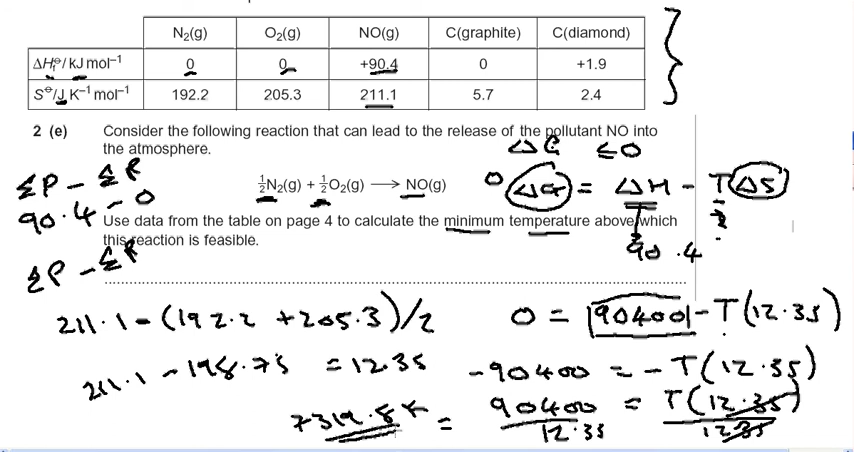 N2(g) O2(g) NO(g) C(graphite) C(diamond)
ΔHf⦵/ kJ mol–1 0 0 +90.4 0 +1.9
S⦵/J K–1 mol–1 192.2 205.3 211.1 5.7 2.4
2 (e) Consider the following reaction that can lead to the release of the pollutant NO into
the atmosphere.
ΔG ≤0
ΣP – ΣR
½N2(g) + ½O2(g) ⟶ NO(g)
0 ΔG = ΔH – TΔS
90.4 – 0
Use data from the table on page 4 to calculate the minimum temperature above which
this reaction is feasible.
90.4
ΣP – ΣR
211.1 – (192.2 + 205.3)/2
0 = 90400 – T(12.35)
211.1 – 198.75 = 12.35
-90400 = – T(12.35)
7319.8K = 90400 / 12.35 = T(12.35) / 12.35